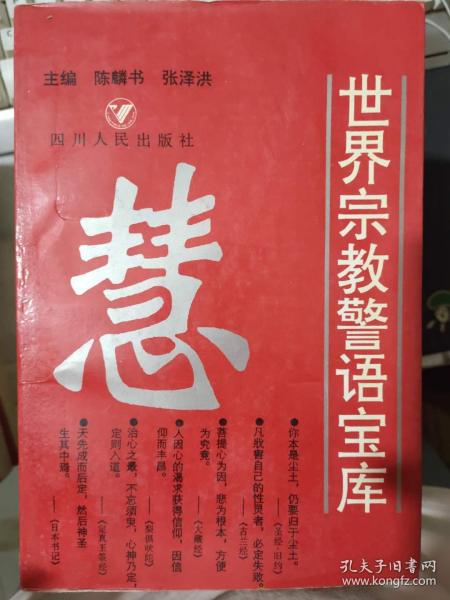 主编 陈麟书 张泽洪
四川人民出版社
世界宗教警语宝库
慧
●你本是尘土，仍要归于尘土。
——《圣经·旧约》
●凡戕害自己的性灵者，必定失败。
——《古兰经》
●菩提心为因，悲为根本，方便
为究竟。
——《大藏经》
●人因心的渴求获得信仰，因信
仰而丰昌。
——《梨俱吠陀》
●治心之最，不忘须臾，心神乃定，
定则入道。
●天先成而后定，然后神圣
生其中焉。
——《日本书纪》
孔夫子旧书网
www.kongfz.com